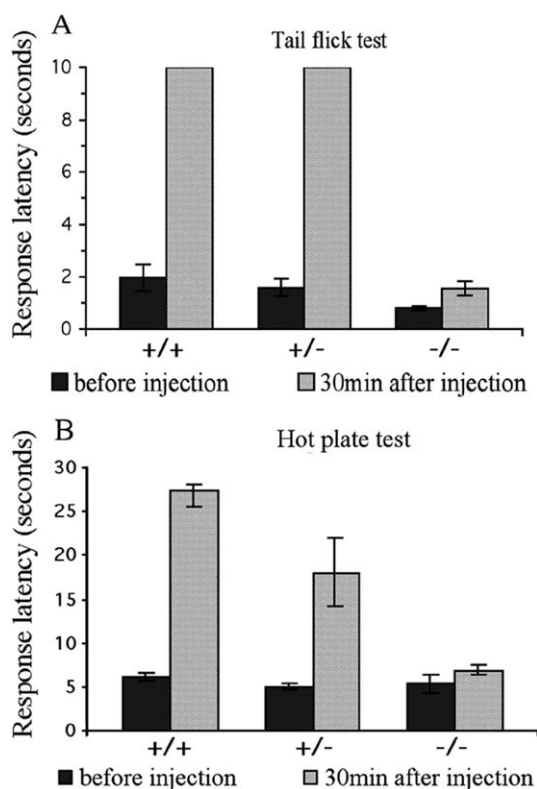 A
Tail flick test
Response latency (seconds)
10
8
6
4
2
0
+/+ +/- -/-
before injection 30min after injection
B
Hot plate test
Response latency (seconds)
30
25
20
15
10
5
0
+/+ +/- -/-
before injection 30min after injection